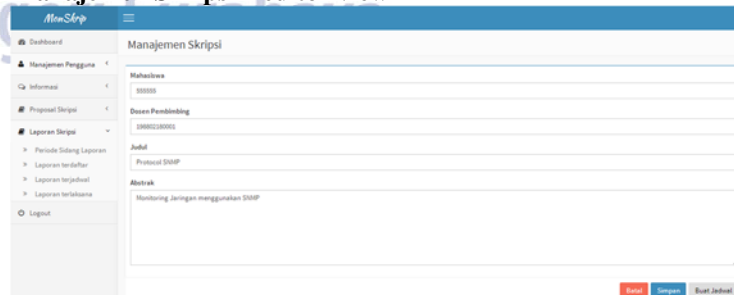 MonSkrip
Dashboard
Manajemen Pengguna
Informasi
Proposal Skripsi
Laporan Skripsi
Periode Sidang Laporan
Laporan terdaftar
Laporan terjadwal
Laporan terlaksana
Logout
Manajemen Skripsi
Mahasiswa
555555
Dosen Pembimbing
198802180001
Judul
Protocol SNMP
Abstrak
Monitoring Jaringan menggunakan SNMP
Batal Simpan Buat Jadwal